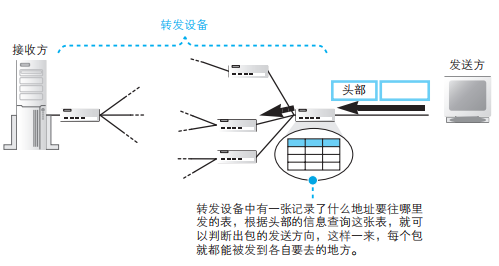 转发设备
接收方
发送方
头部
转发设备中有一张记录了什么地址要往哪里
发的表，根据头部的信息查询这张表，就可
以判断出包的发送方向，这样一来，每个包
就都能被发到各自要去的地方。